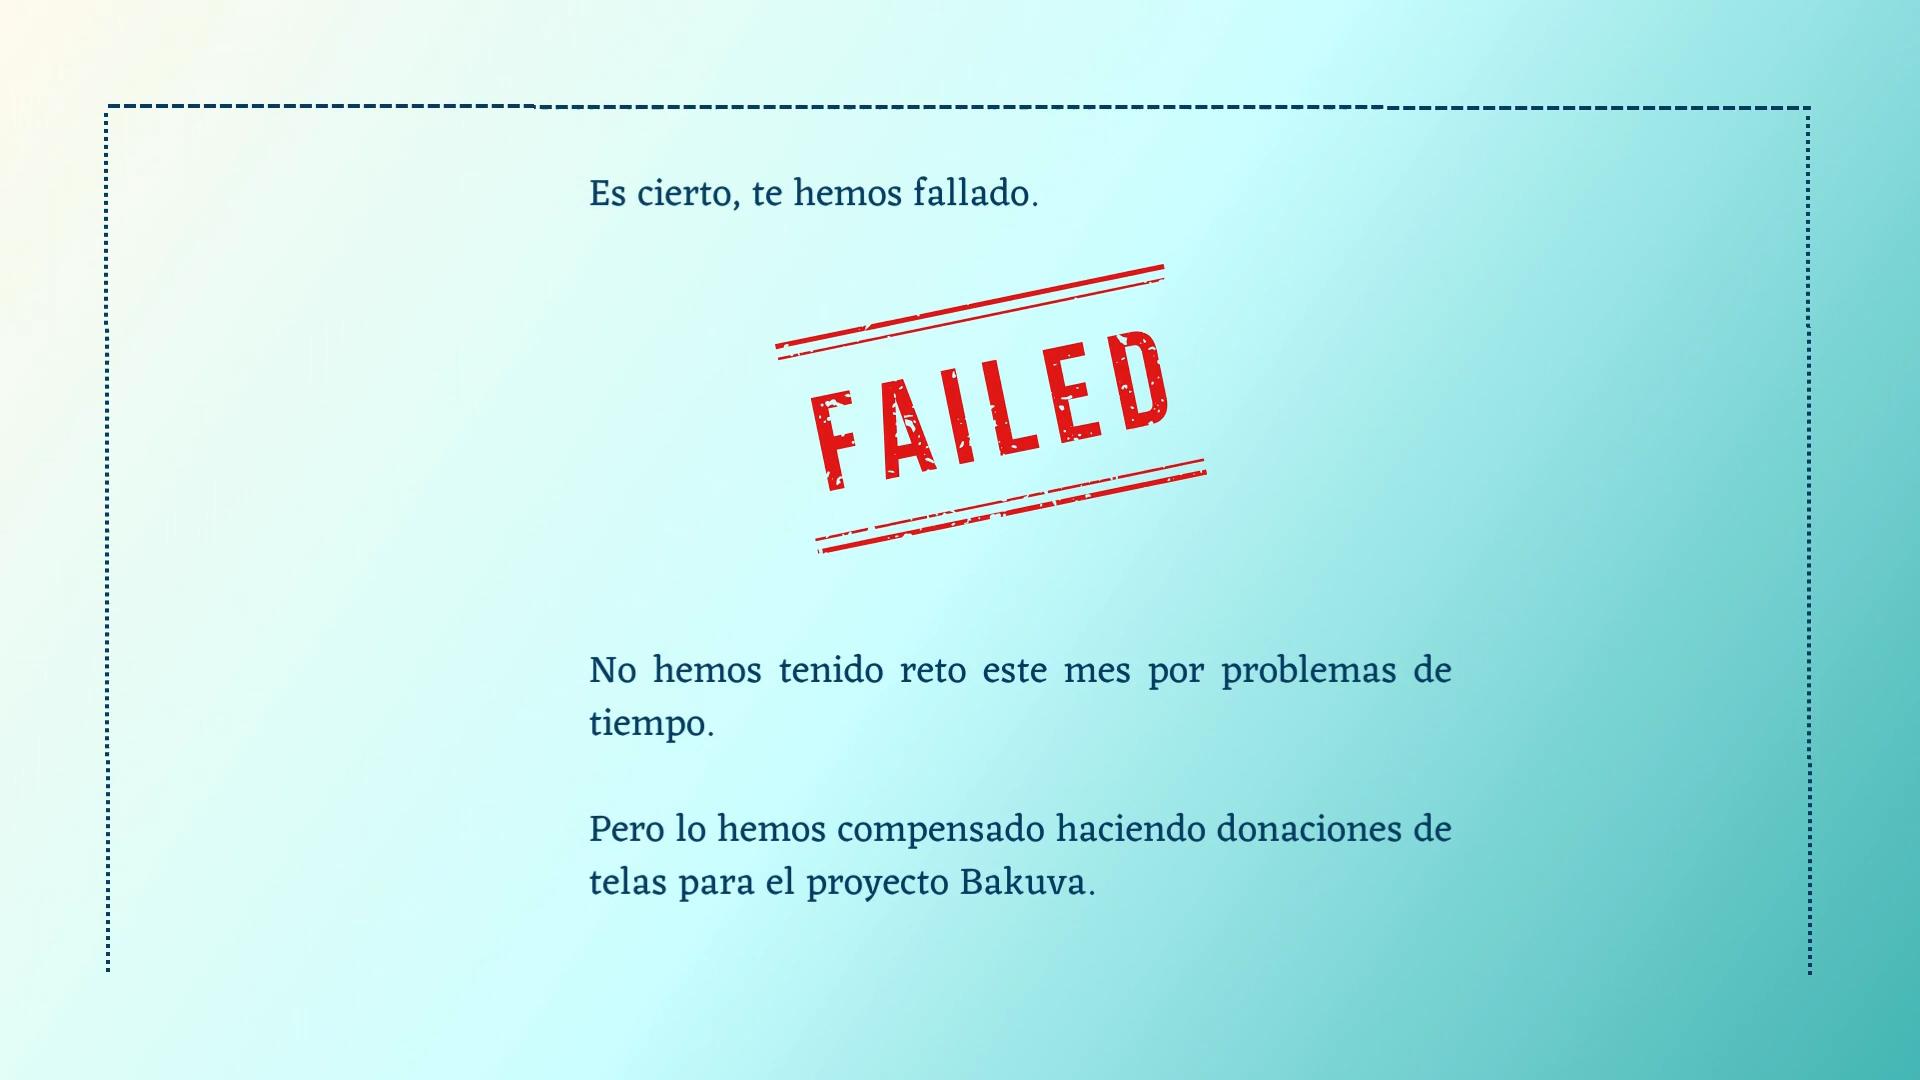 Es cierto, te hemos fallado.
FAILED
No hemos tenido reto este mes por problemas de
tiempo.
Pero lo hemos compensado haciendo donaciones de
telas para el proyecto Bakuva.